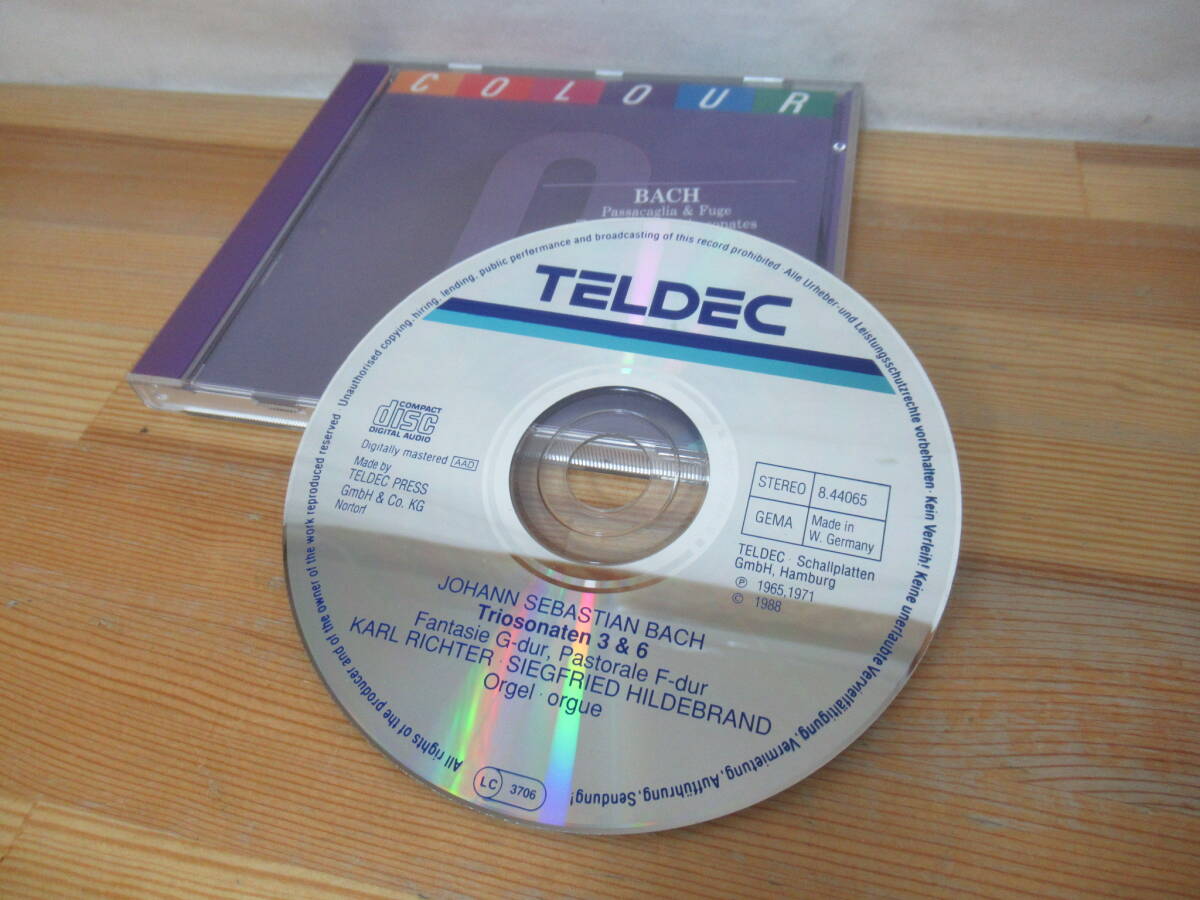 COLOUR
BACH
Passacaglia & Fuge
TELDEC
Unauthorised copying, hiring, lending, public performance and broadcasting of this record prohibited
Alle Urheber- und Leistungsschutzrechte vorbehalten · Kein Verleih! Keine unerlaubte Vervielfältigung, Vermietung, Aufführung, Sendung!
All rights of the producer and of the owner of the work reproduced reserved
COMPACT
disc
DIGITAL AUDIO
Digitally mastered AAD
Made by
TELDEC PRESS
GmbH & Co. KG
Nortorf
STEREO 8.44065
GEMA Made in
W. Germany
TELDEC · Schallplatten
GmbH, Hamburg
Ⓟ 1965,1971
© 1988
JOHANN SEBASTIAN BACH
Triosonaten 3 & 6
Fantasie G-dur, Pastorale F-dur
KARL RICHTER · SIEGFRIED HILDEBRAND
Orgel · orgue
LC 3706